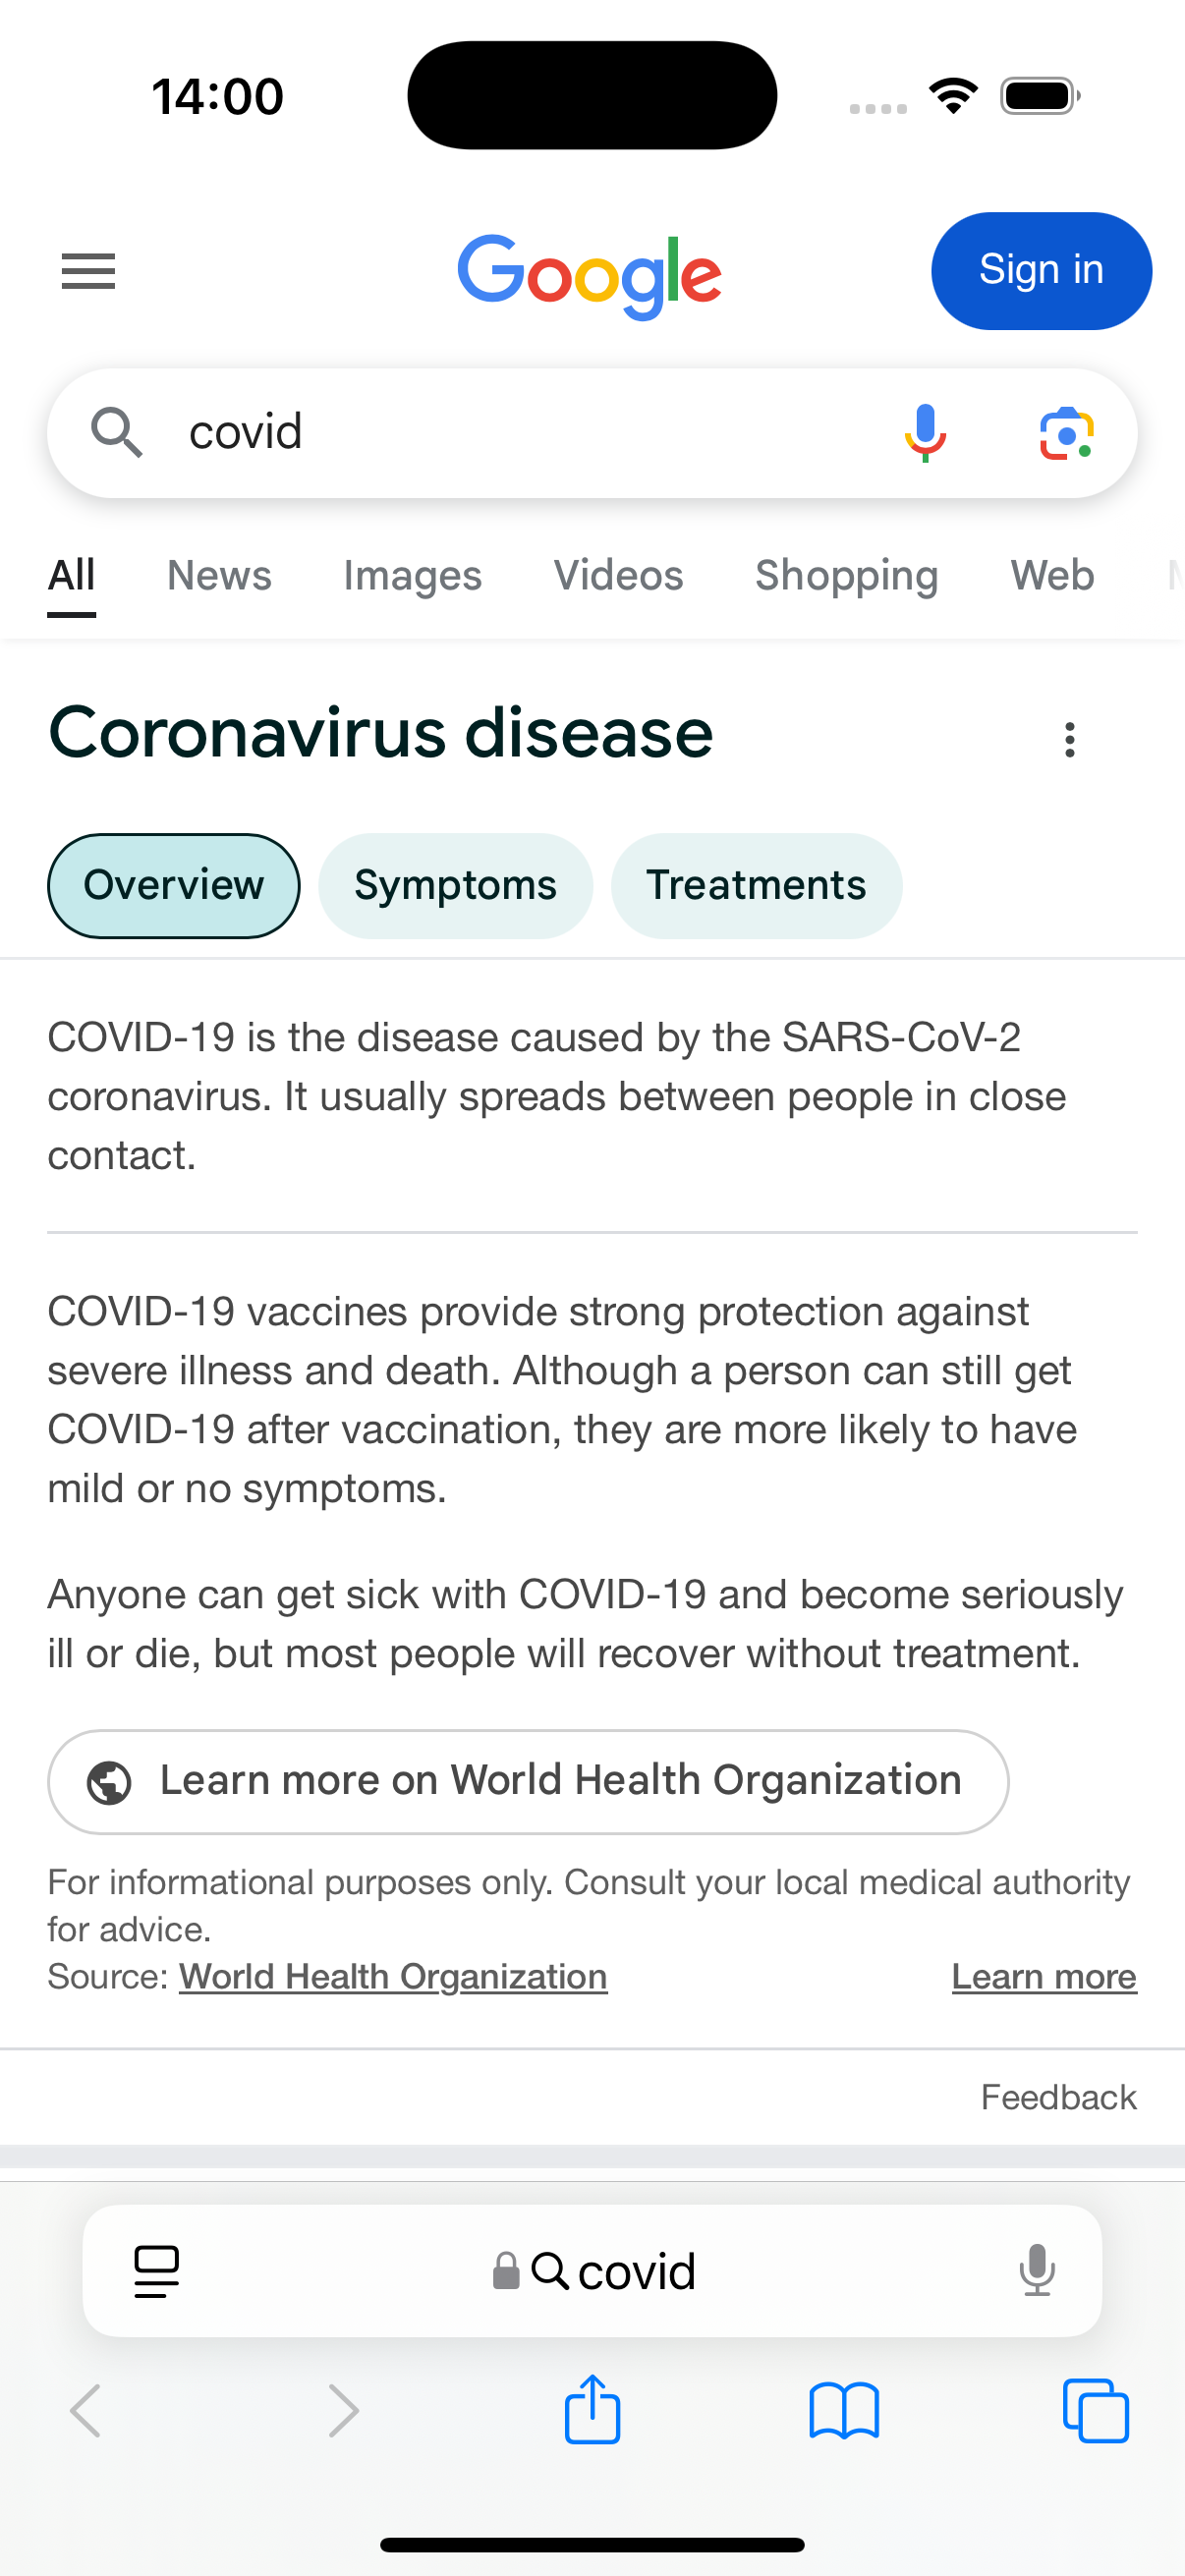 14:00
Google
Sign in
covid
All News Images Videos Shopping Web
Coronavirus disease
Overview Symptoms Treatments
COVID-19 is the disease caused by the SARS-CoV-2
coronavirus. It usually spreads between people in close
contact.
COVID-19 vaccines provide strong protection against
severe illness and death. Although a person can still get
COVID-19 after vaccination, they are more likely to have
mild or no symptoms.
Anyone can get sick with COVID-19 and become seriously
ill or die, but most people will recover without treatment.
Learn more on World Health Organization
For informational purposes only. Consult your local medical authority
for advice.
Source: World Health Organization Learn more
Feedback
covid